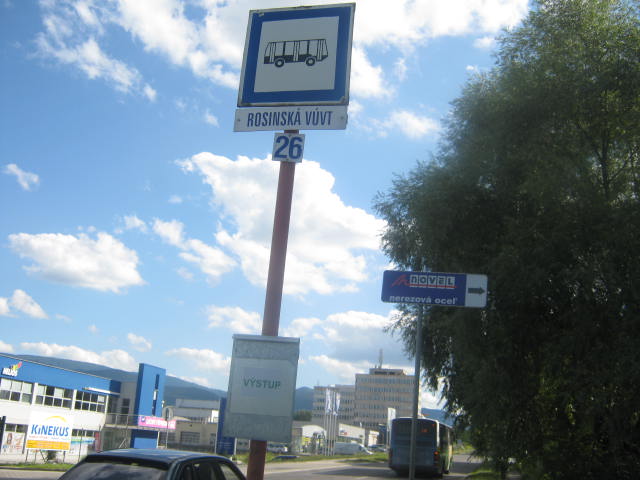 ROSINSKÁ VÚVT
26
NOVEL
nerezová oceľ
VÝSTUP
KiNEKUS